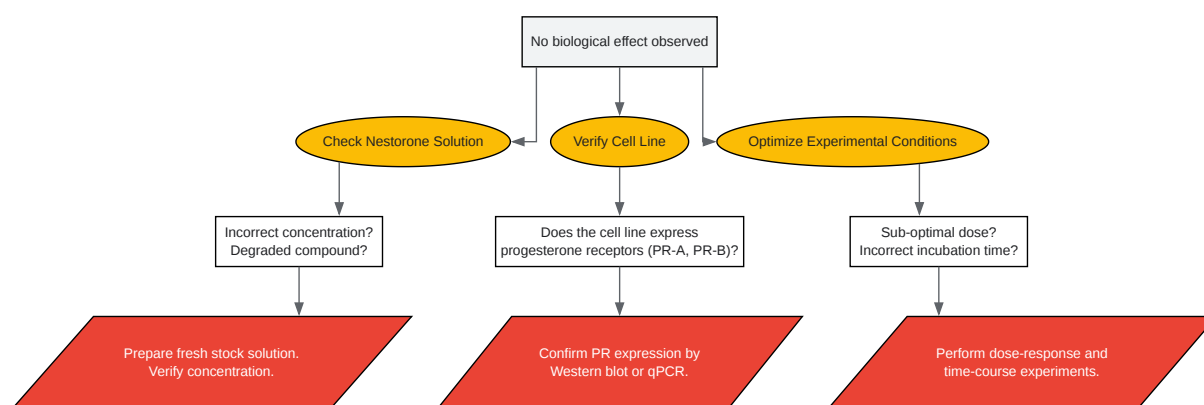 No biological effect observed
Check Nestorone Solution
Verify Cell Line
Optimize Experimental Conditions
Incorrect concentration?
Degraded compound?
Does the cell line express
progesterone receptors (PR-A, PR-B)?
Sub-optimal dose?
Incorrect incubation time?
Prepare fresh stock solution.
Verify concentration.
Confirm PR expression by
Western blot or qPCR.
Perform dose-response and
time-course experiments.